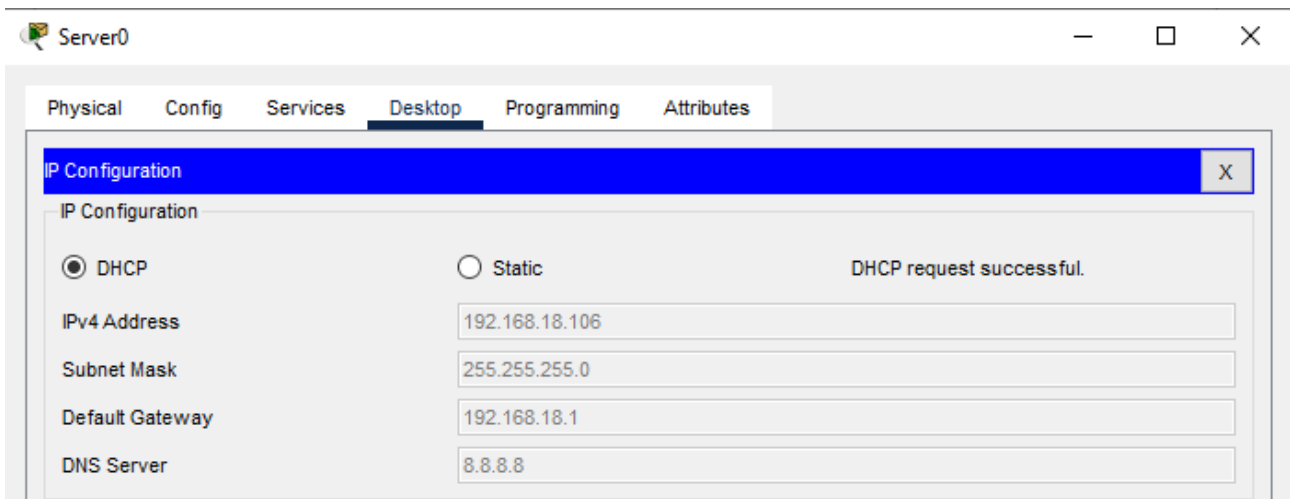 Server0
Physical Config Services Desktop Programming Attributes
IP Configuration X
IP Configuration
DHCP Static DHCP request successful.
IPv4 Address 192.168.18.106
Subnet Mask 255.255.255.0
Default Gateway 192.168.18.1
DNS Server 8.8.8.8